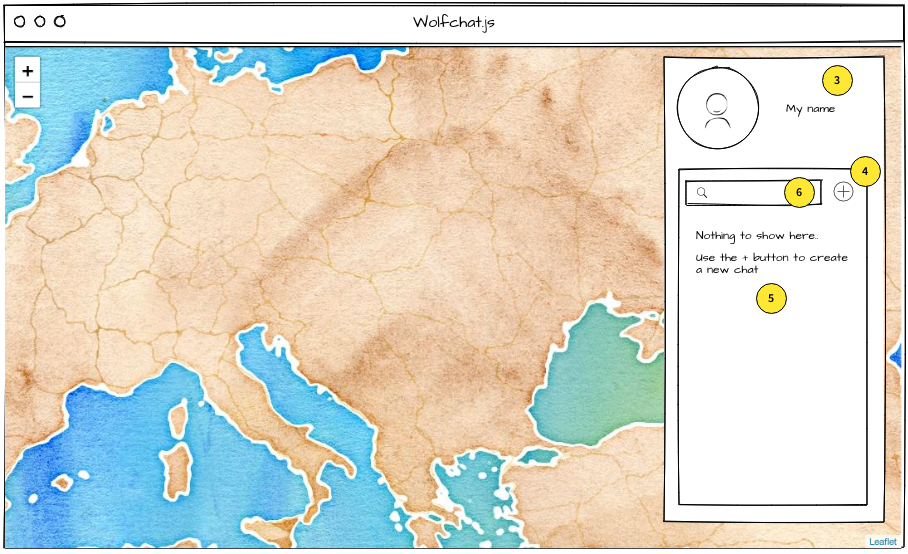 Wolfchat.js
+
−
3
My name
4
6
Nothing to show here..
Use the + button to create
a new chat
5
Leaflet